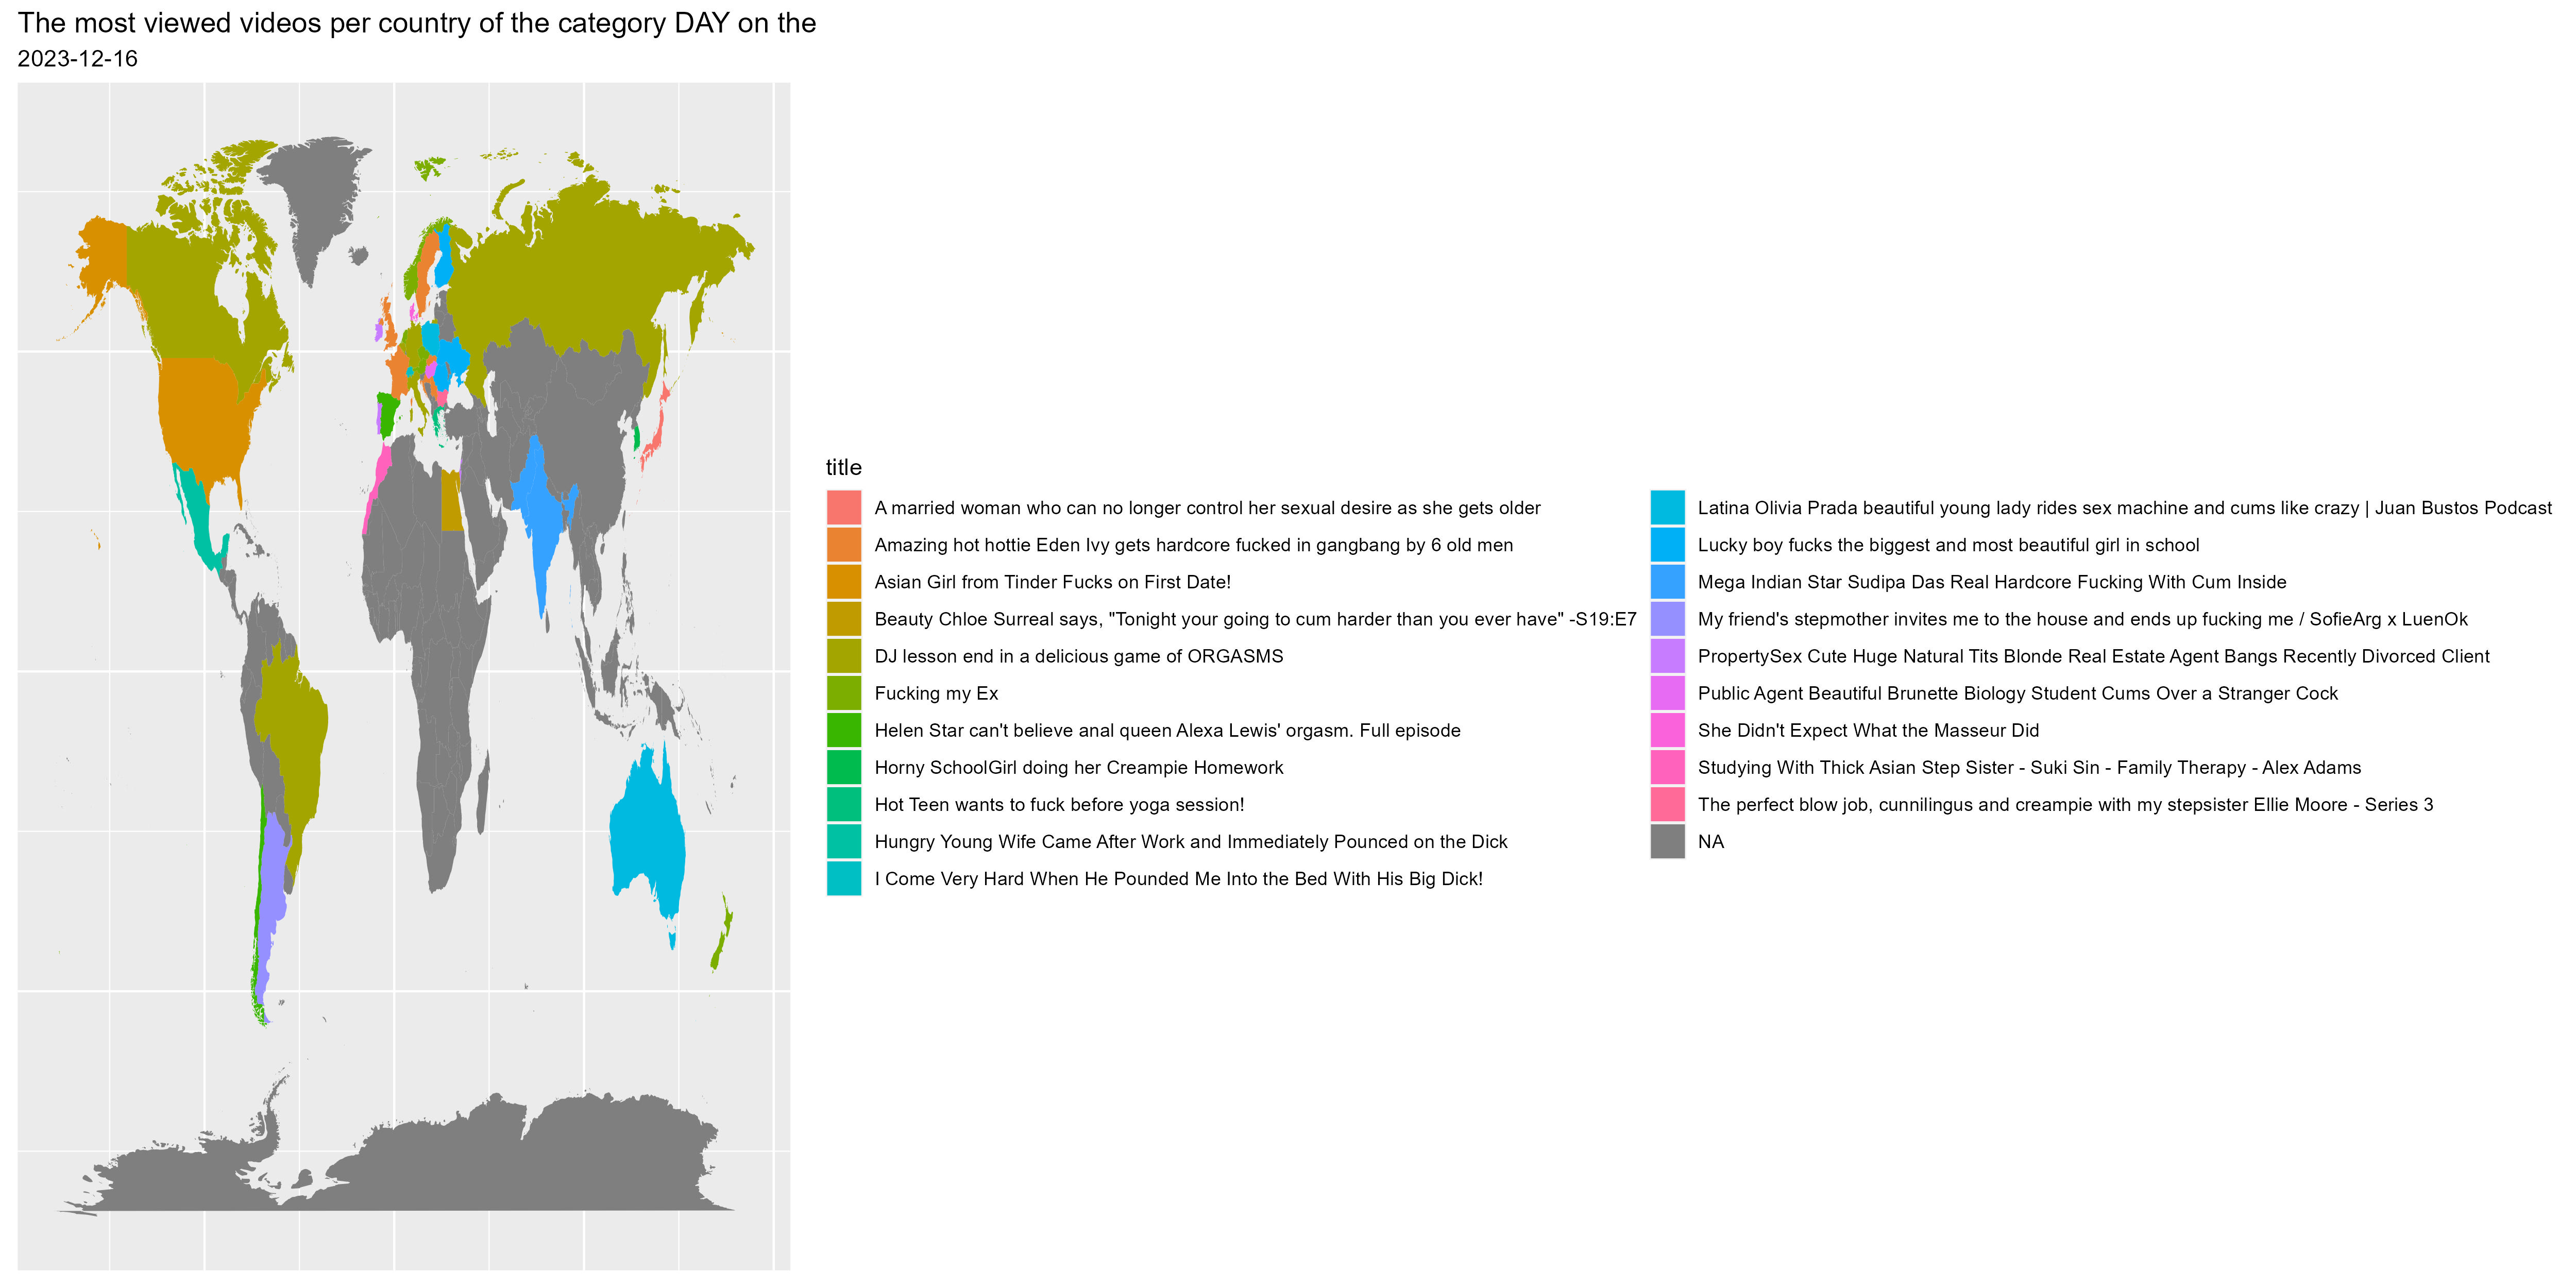 The most viewed videos per country of the category DAY on the
2023-12-16
title
A married woman who can no longer control her sexual desire as she gets older
Amazing hot hottie Eden Ivy gets hardcore fucked in gangbang by 6 old men
Asian Girl from Tinder Fucks on First Date!
Beauty Chloe Surreal says, "Tonight your going to cum harder than you ever have" -S19:E7
DJ lesson end in a delicious game of ORGASMS
Fucking my Ex
Helen Star can't believe anal queen Alexa Lewis' orgasm. Full episode
Horny SchoolGirl doing her Creampie Homework
Hot Teen wants to fuck before yoga session!
Hungry Young Wife Came After Work and Immediately Pounced on the Dick
I Come Very Hard When He Pounded Me Into the Bed With His Big Dick!
Latina Olivia Prada beautiful young lady rides sex machine and cums like crazy | Juan Bustos Podcast
Lucky boy fucks the biggest and most beautiful girl in school
Mega Indian Star Sudipa Das Real Hardcore Fucking With Cum Inside
My friend's stepmother invites me to the house and ends up fucking me / SofieArg x LuenOk
PropertySex Cute Huge Natural Tits Blonde Real Estate Agent Bangs Recently Divorced Client
Public Agent Beautiful Brunette Biology Student Cums Over a Stranger Cock
She Didn't Expect What the Masseur Did
Studying With Thick Asian Step Sister - Suki Sin - Family Therapy - Alex Adams
The perfect blow job, cunnilingus and creampie with my stepsister Ellie Moore - Series 3
NA